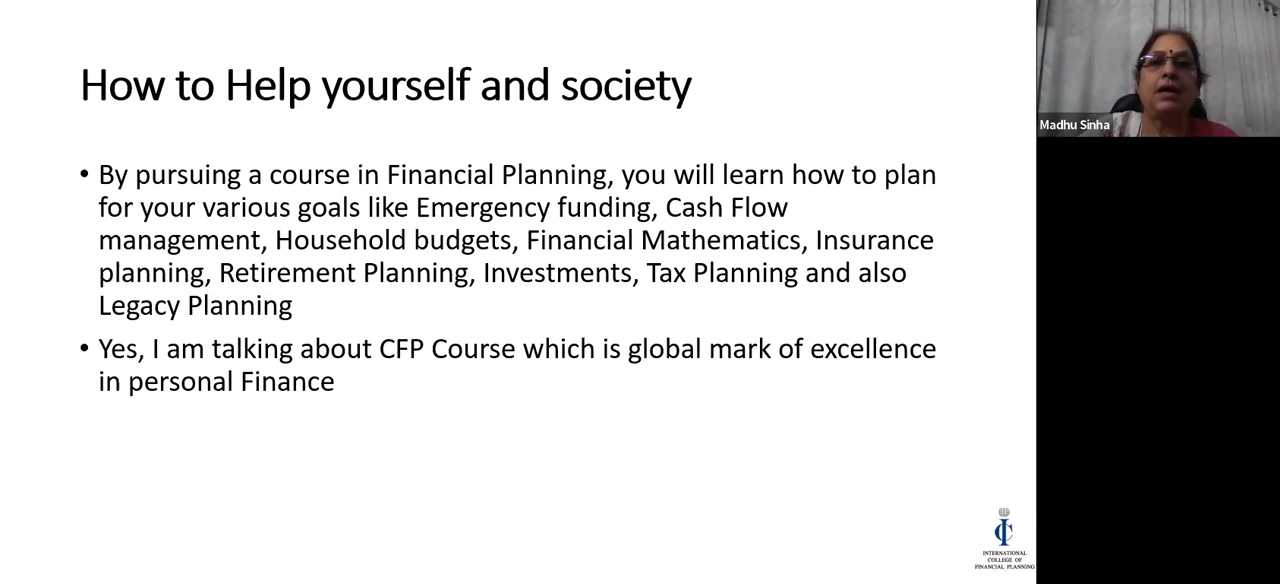 How to Help yourself and society
• By pursuing a course in Financial Planning, you will learn how to plan
for your various goals like Emergency funding, Cash Flow
management, Household budgets, Financial Mathematics, Insurance
planning, Retirement Planning, Investments, Tax Planning and also
Legacy Planning
• Yes, I am talking about CFP Course which is global mark of excellence
in personal Finance
Madhu Sinha
INTERNATIONAL
COLLEGE OF
FINANCIAL PLANNING